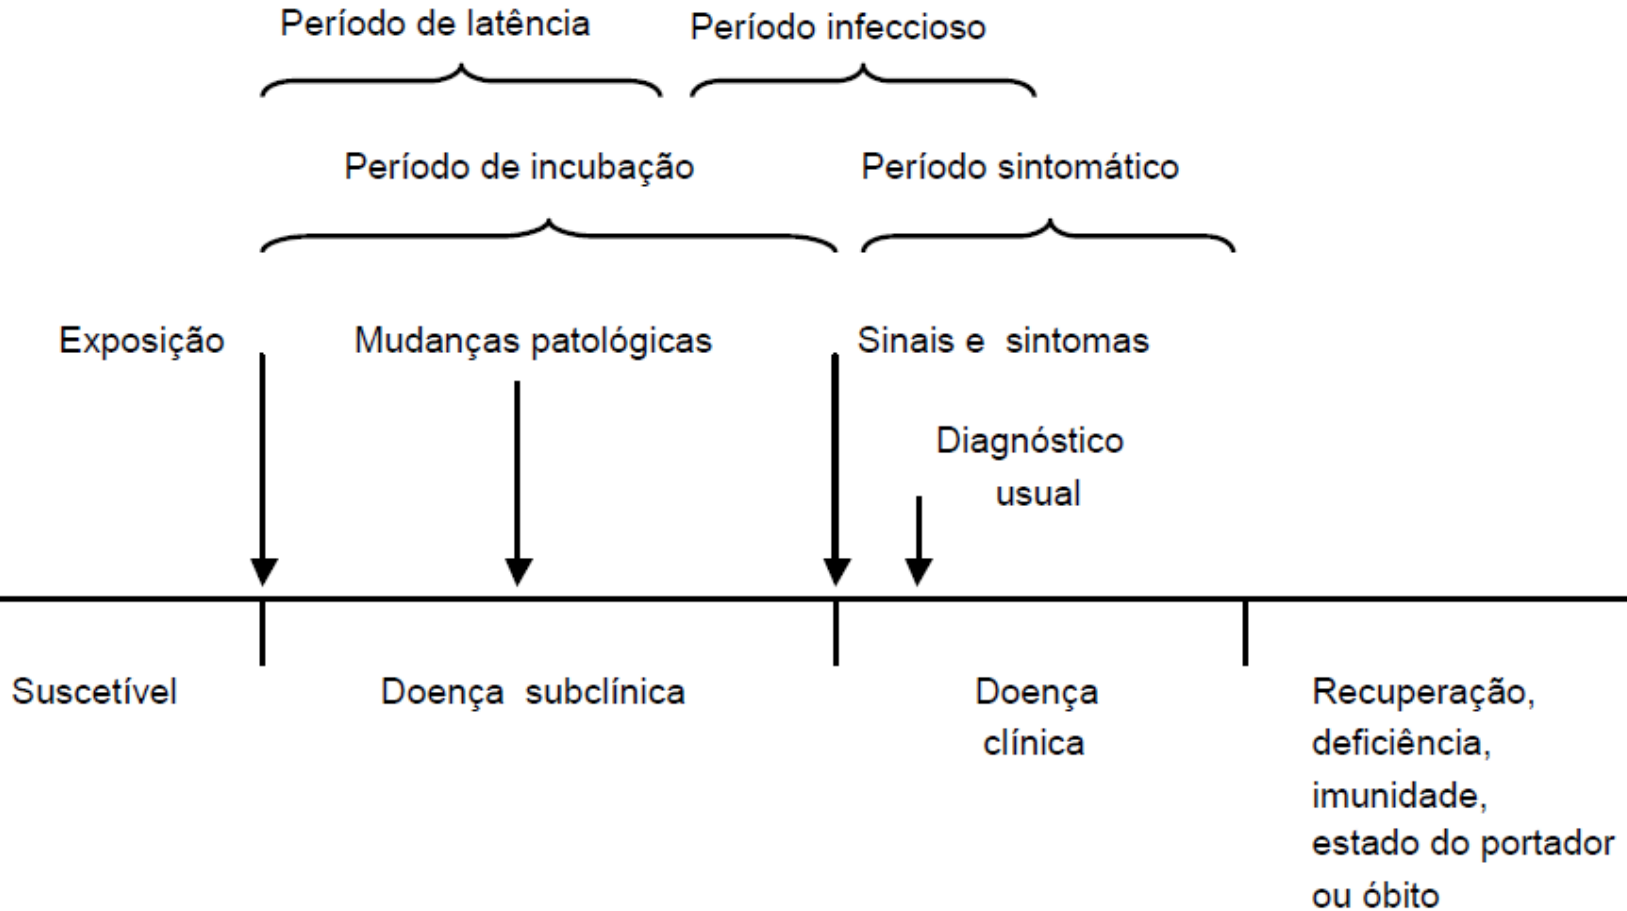 Período de latência
Período infeccioso
Período de incubação
Período sintomático
Exposição
Mudanças patológicas
Sinais e sintomas
Diagnóstico
usual
Suscetível
Doença subclínica
Doença
clínica
Recuperação,
deficiência,
imunidade,
estado do portador
ou óbito